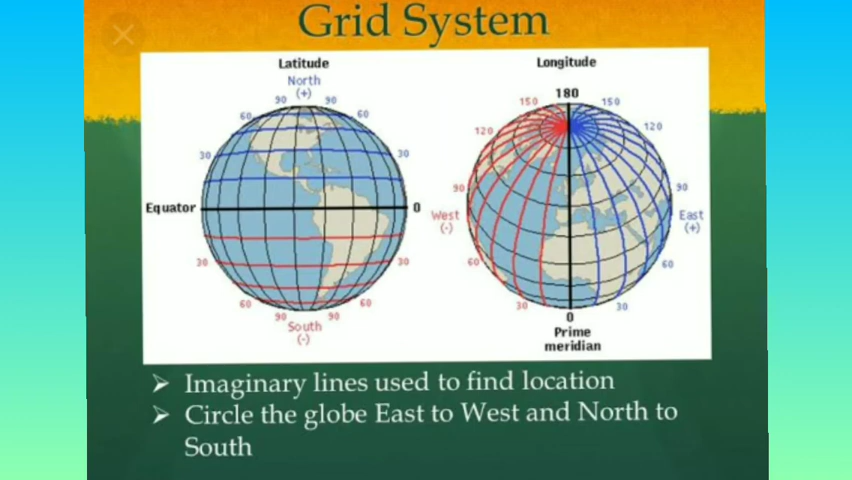 Grid System
Latitude
North
(+)
90 90
60 60
30 30
Equator 0
30 30
60 60
90 90
South
(-)
Longitude
180
150 150
120 120
90 90
West
(-)
East
(+)
60 60
30 30
0
Prime
meridian
Imaginary lines used to find location
Circle the globe East to West and North to
South